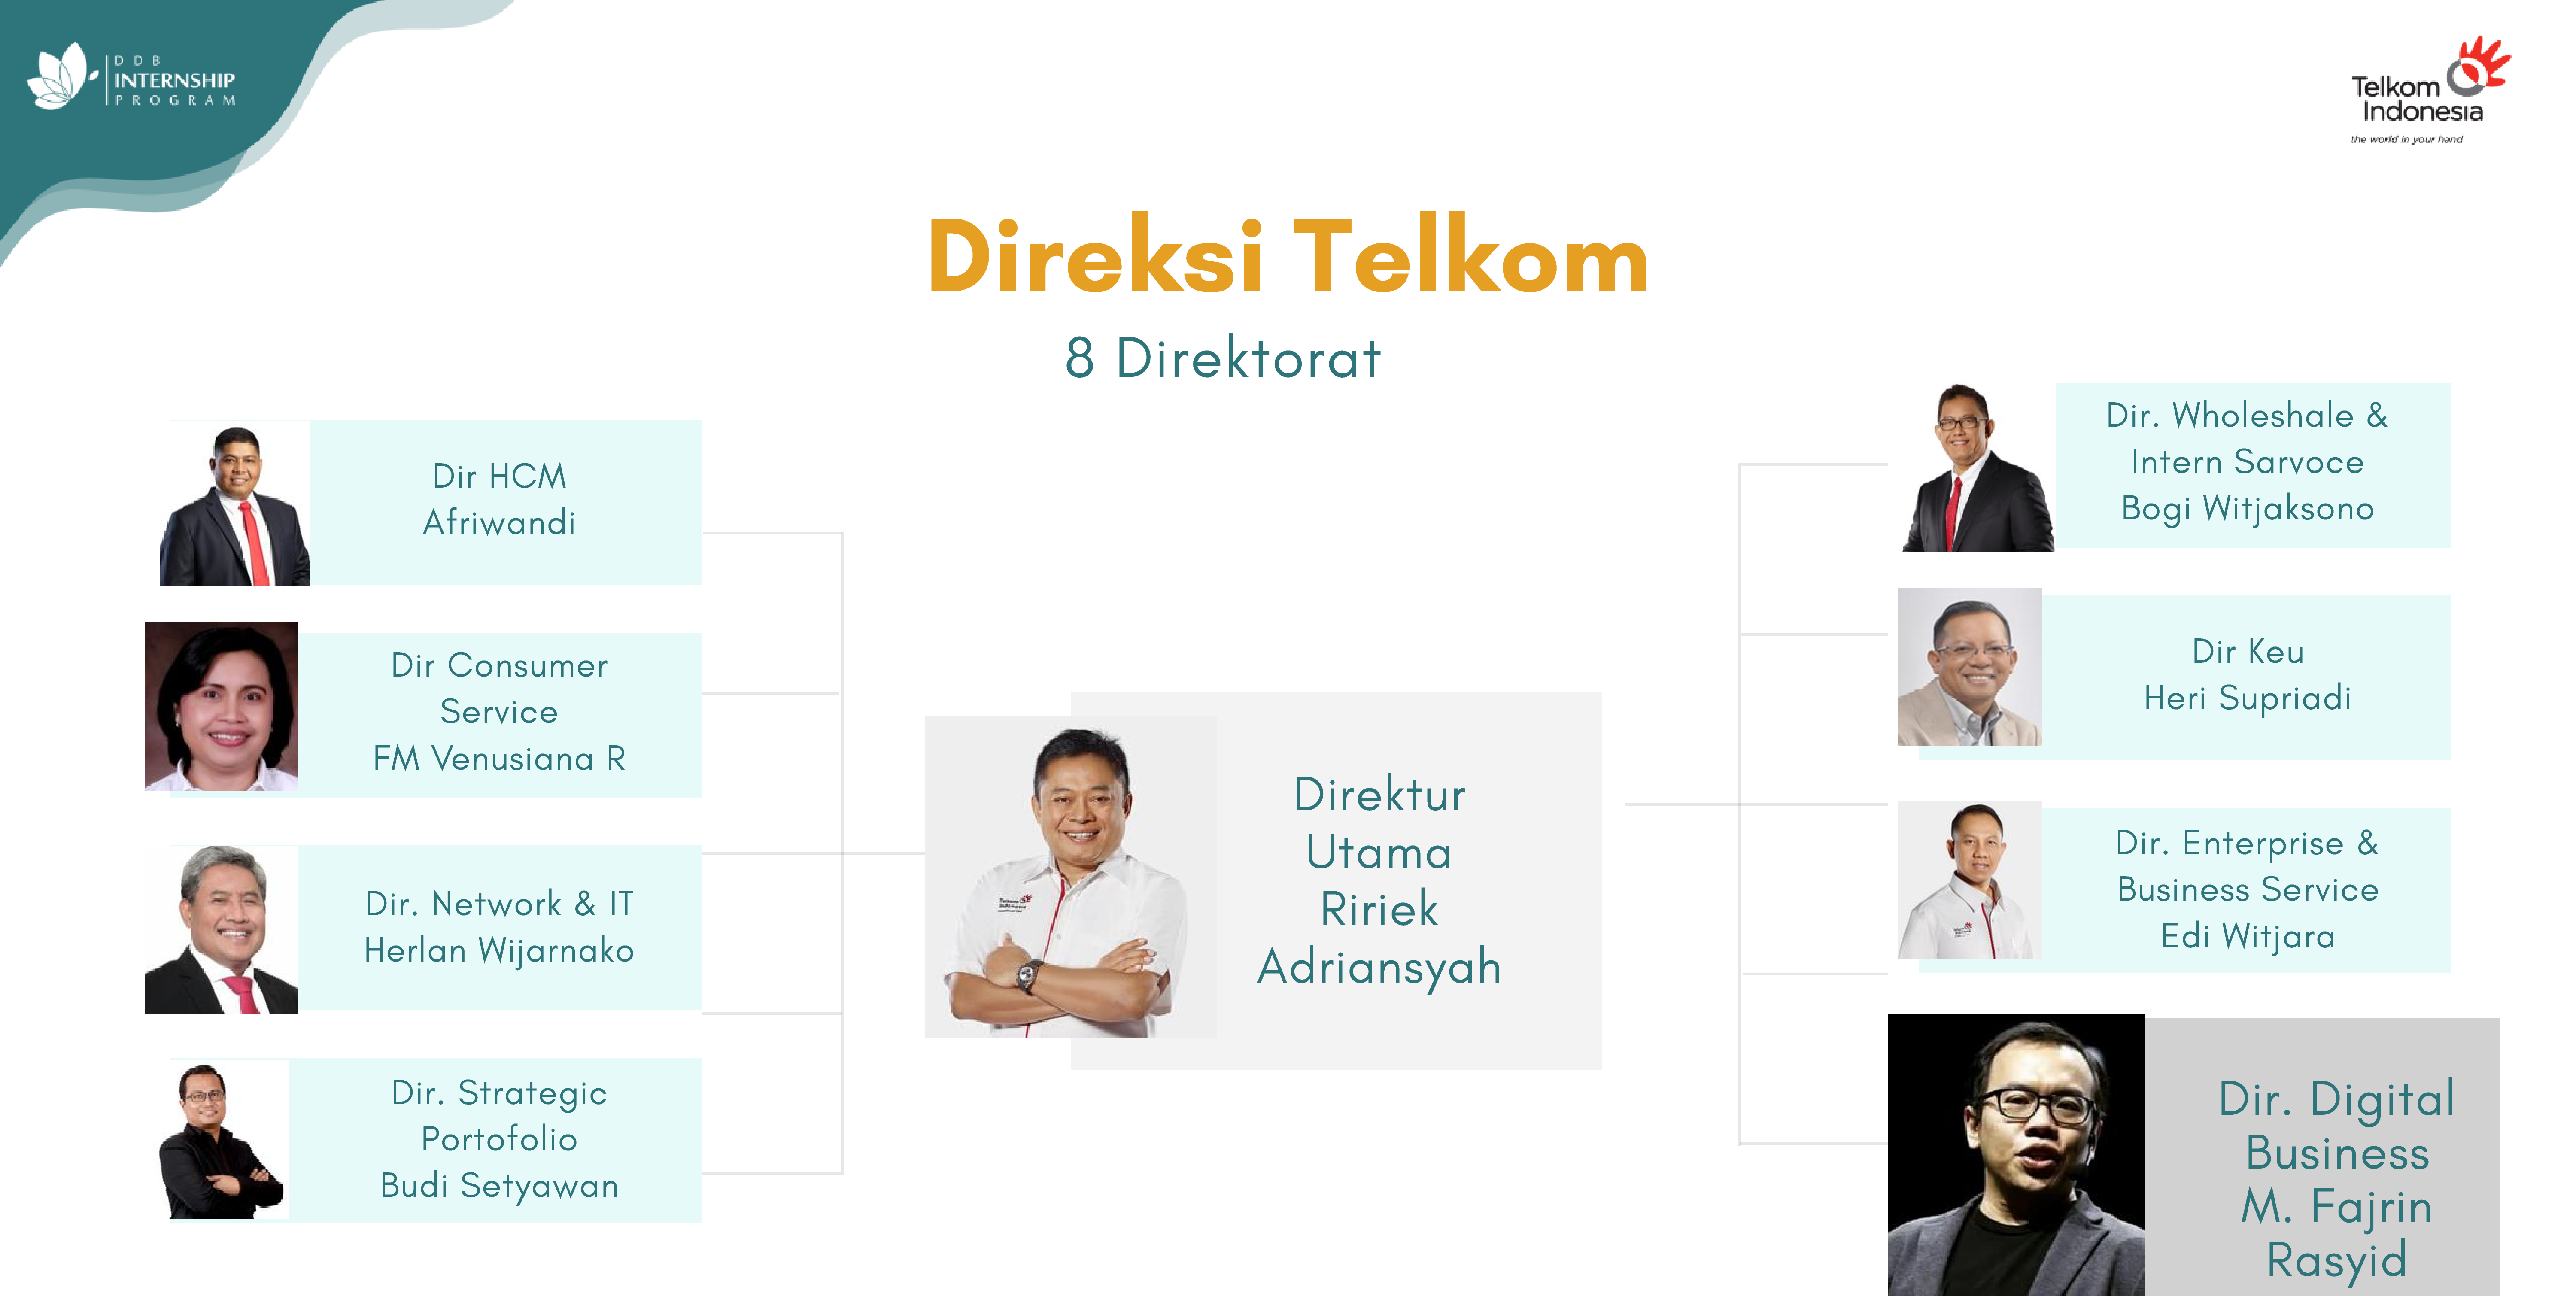 DDB
INTERNSHIP
PROGRAM
Telkom
Indonesia
the world in your hand
Direksi Telkom
8 Direktorat
Dir HCM
Afriwandi
Dir Consumer
Service
FM Venusiana R
Dir. Network & IT
Herlan Wijarnako
Dir. Strategic
Portofolio
Budi Setyawan
Direktur
Utama
Ririek
Adriansyah
Dir. Wholeshale &
Intern Sarvoce
Bogi Witjaksono
Dir Keu
Heri Supriadi
Dir. Enterprise &
Business Service
Edi Witjara
Dir. Digital
Business
M. Fajrin
Rasyid